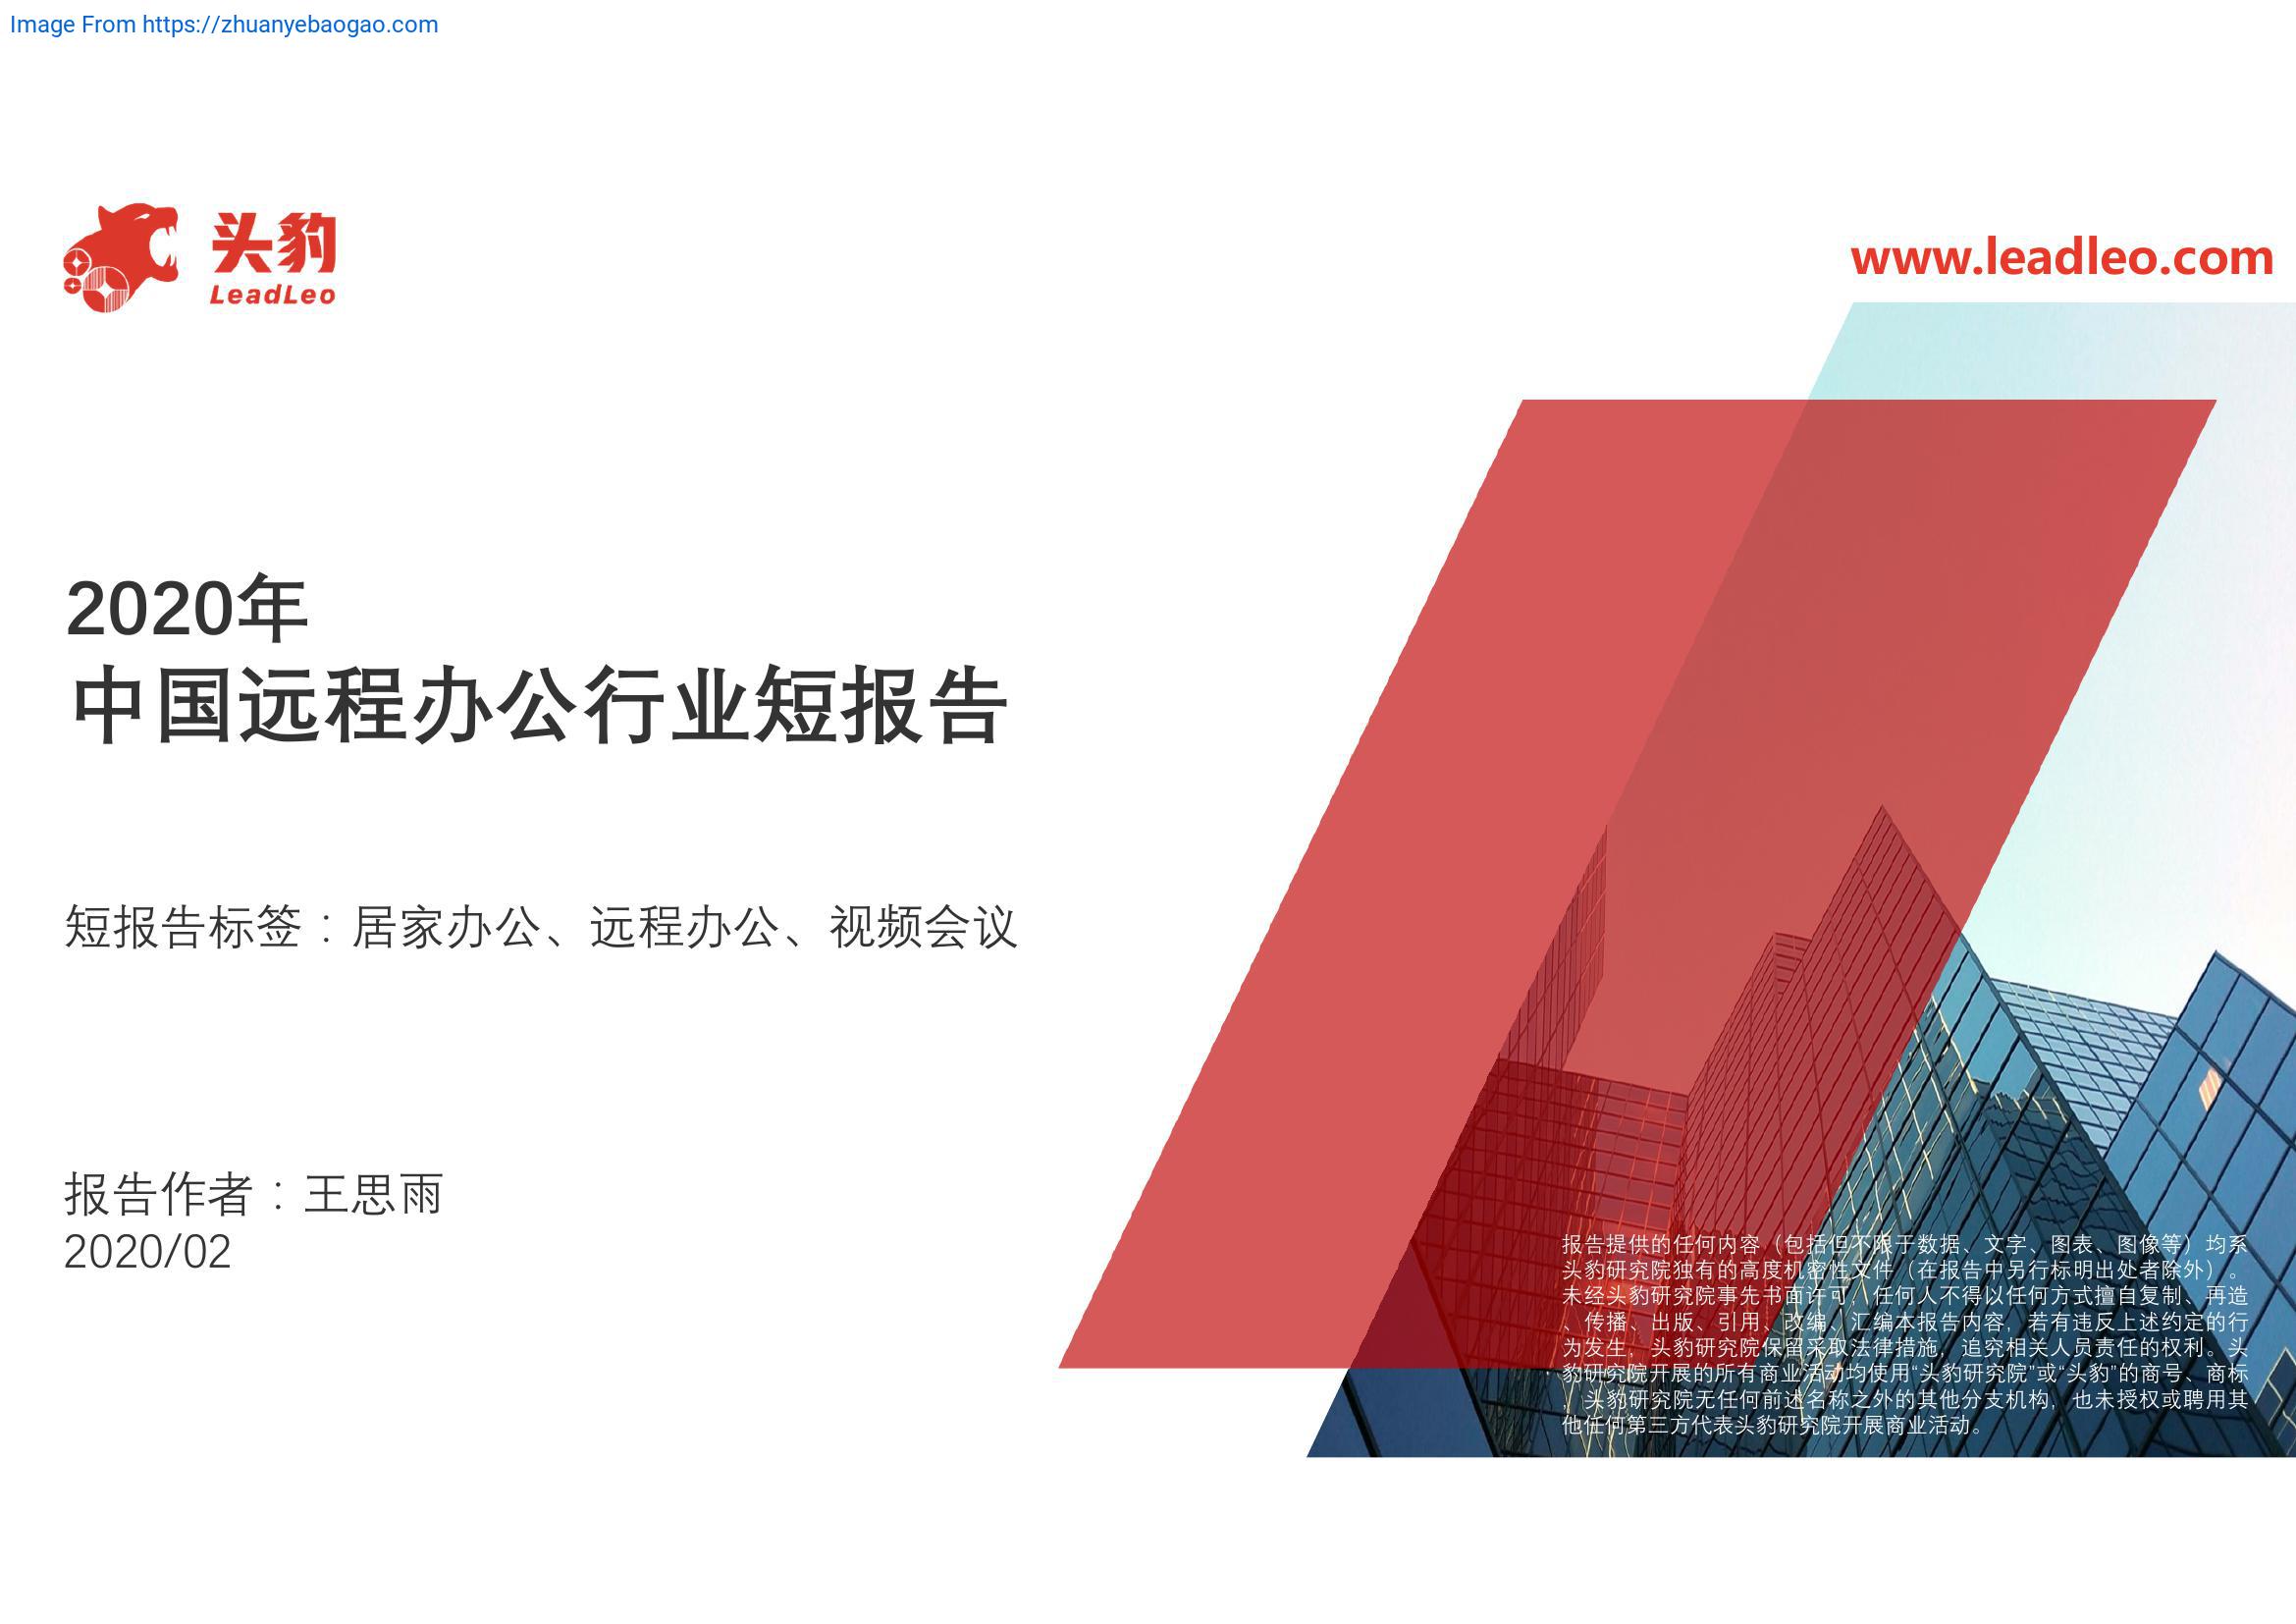 Image From https://zhuanyebaogao.com
头豹
LeadLeo
www.leadleo.com
2020年
中国远程办公行业短报告
短报告标签：居家办公、远程办公、视频会议
报告作者：王思雨
2020/02
报告提供的任何内容（包括但不限于数据、文字、图表、图像等）均系
头豹研究院独有的高度机密性文件（在报告中另行标明出处者除外）。
未经头豹研究院事先书面许可，任何人不得以任何方式擅自复制、再造
、传播、出版、引用、改编、汇编本报告内容，若有违反上述约定的行
为发生，头豹研究院保留采取法律措施，追究相关人员责任的权利。头
豹研究院开展的所有商业活动均使用“头豹研究院”或“头豹”的商号、商标
，头豹研究院无任何前述名称之外的其他分支机构，也未授权或聘用其
他任何第三方代表头豹研究院开展商业活动。